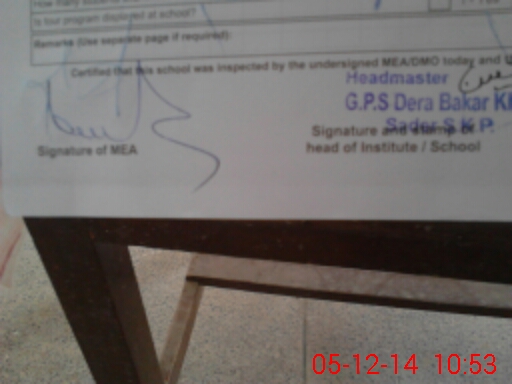 How many students
Is tour program displayed at school?
Remarks (Use separate page if required):
Certified that this school was inspected by the undersigned MEA/DMO today and
Headmaster
G.P.S Dera Bakar
Sader S.K.P.
Signature and stamp of
Signature of MEA
head of Institute / School
05-12-14 10:53